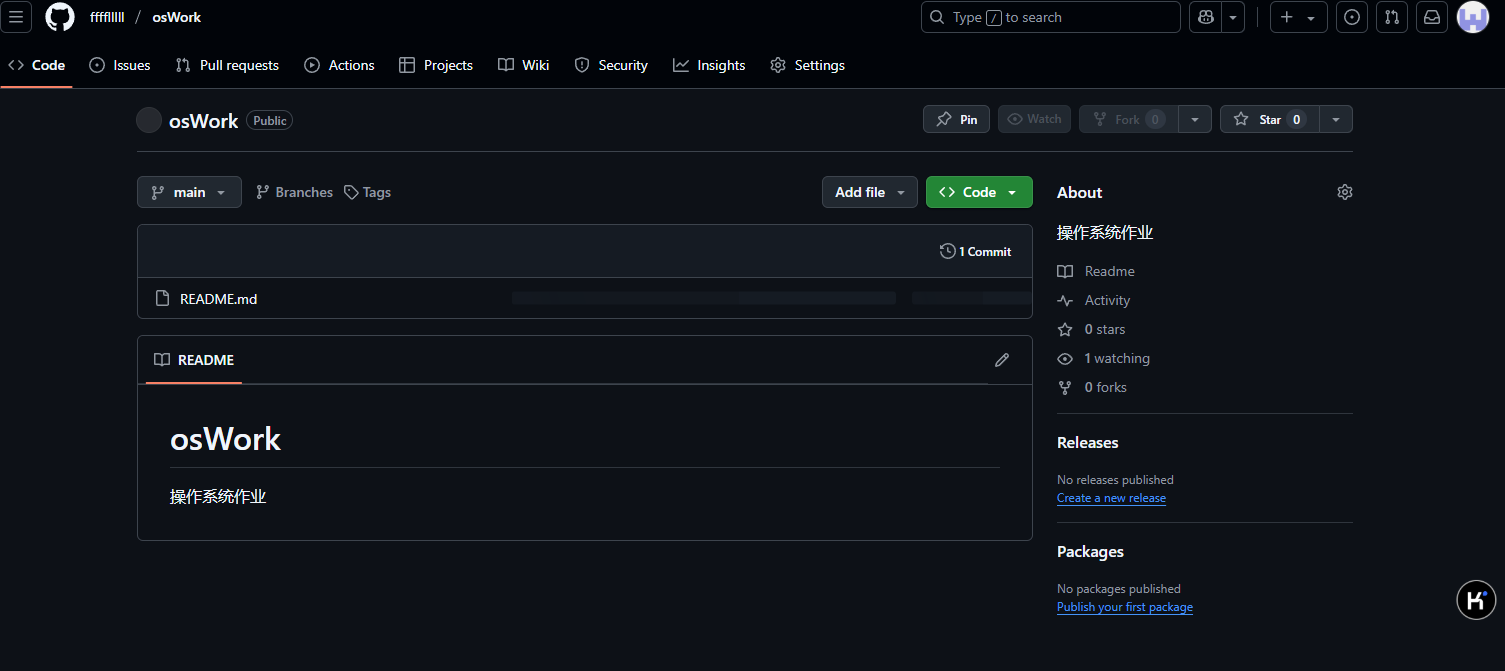 ffffllllll / osWork
Type / to search
Code Issues Pull requests Actions Projects Wiki Security Insights Settings
osWork Public
Pin Watch Fork 0 Star 0
main Branches Tags Add file Code
1 Commit
README.md
README
osWork
操作系统作业
About
操作系统作业
Readme
Activity
0 stars
1 watching
0 forks
Releases
No releases published
Create a new release
Packages
No packages published
Publish your first package